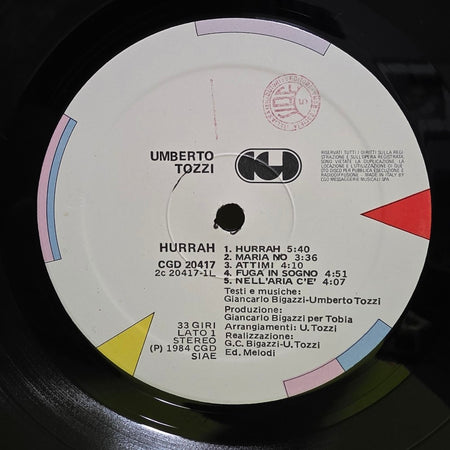 UMBERTO
TOZZI
RISERVATI TUTTI I DIRITTI SULLA REGI-
STRAZIONE E SULL'OPERA REGISTRATA.
SONO VIETATE LA DUPLICAZIONE, LA
LOCAZIONE E L'UTILIZZAZIONE DI QUE-
STO DISCO PER PUBBLICA ESECUZIONE E
RADIODIFFUSIONE - MADE IN ITALY BY
CGD MESSAGGERIE MUSICALI SPA.
HURRAH
CGD 20417
2c 20417-1L
1. HURRAH 5:40
2. MARIA NO 3:36
3. ATTIMI 4:10
4. FUGA IN SOGNO 4:51
5. NELL'ARIA C'E' 4:07
Testi e musiche:
Giancarlo Bigazzi-Umberto Tozzi
Produzione:
Giancarlo Bigazzi per Tobia
Arrangiamenti: U. Tozzi
Realizzazione:
G.C. Bigazzi-U. Tozzi
Ed. Melodi
33 GIRI
LATO 1
STEREO
(P) 1984 CGD
SIAE